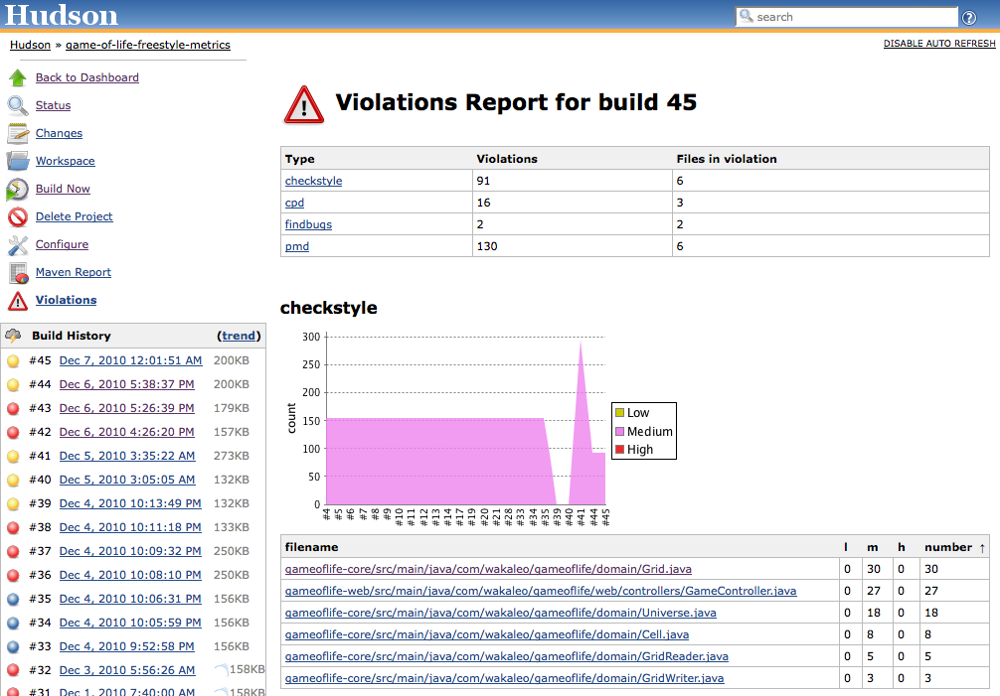 Hudson
search
Hudson » game-of-life-freestyle-metrics
DISABLE AUTO REFRESH
Back to Dashboard
Status
Changes
Workspace
Build Now
Delete Project
Configure
Maven Report
Violations
Build History (trend)
#45 Dec 7, 2010 12:01:51 AM 200KB
#44 Dec 6, 2010 5:38:37 PM 200KB
#43 Dec 6, 2010 5:26:39 PM 179KB
#42 Dec 6, 2010 4:26:20 PM 157KB
#41 Dec 5, 2010 3:35:22 AM 273KB
#40 Dec 5, 2010 3:05:05 AM 132KB
#39 Dec 4, 2010 10:13:49 PM 132KB
#38 Dec 4, 2010 10:11:18 PM 133KB
#37 Dec 4, 2010 10:09:32 PM 250KB
#36 Dec 4, 2010 10:08:10 PM 250KB
#35 Dec 4, 2010 10:06:31 PM 156KB
#34 Dec 4, 2010 10:05:59 PM 156KB
#33 Dec 4, 2010 9:52:58 PM 156KB
#32 Dec 3, 2010 5:56:26 AM 158KB
#31 Dec 1, 2010 7:40:00 AM 158KB
Violations Report for build 45
Type Violations Files in violation
checkstyle 91 6
cpd 16 3
findbugs 2 2
pmd 130 6
checkstyle
300
250
200
150
100
50
0
count
#4 #5 #6 #7 #8 #9 #10 #11 #12 #13 #14 #17 #19 #20 #21 #28 #33 #34 #35 #39 #40 #41 #44 #45
Low
Medium
High
filename l m h number ↑
gameoflife-core/src/main/java/com/wakaleo/gameoflife/domain/Grid.java 0 30 0 30
gameoflife-web/src/main/java/com/wakaleo/gameoflife/web/controllers/GameController.java 0 27 0 27
gameoflife-core/src/main/java/com/wakaleo/gameoflife/domain/Universe.java 0 18 0 18
gameoflife-core/src/main/java/com/wakaleo/gameoflife/domain/Cell.java 0 8 0 8
gameoflife-core/src/main/java/com/wakaleo/gameoflife/domain/GridReader.java 0 5 0 5
gameoflife-core/src/main/java/com/wakaleo/gameoflife/domain/GridWriter.java 0 3 0 3